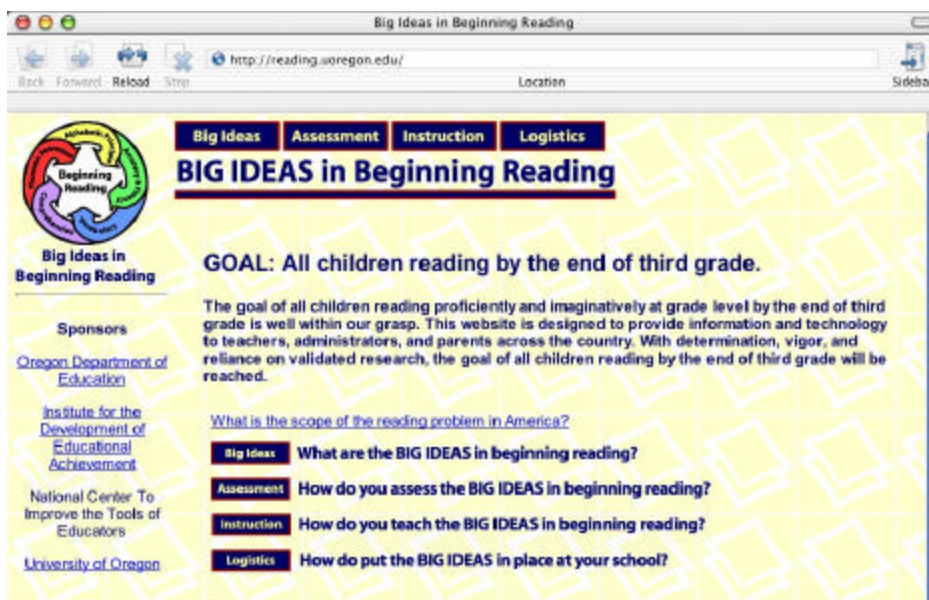 Big Ideas in Beginning Reading
http://reading.uoregon.edu/
Back Forward Reload Stop Location
Big Ideas Assessment Instruction Logistics
BIG IDEAS in Beginning Reading
Beginning
Reading
Big Ideas in
Beginning Reading
Sponsors
Oregon Department of
Education
Institute for the
Development of
Educational
Achievement
National Center To
Improve the Tools of
Educators
University of Oregon
GOAL: All children reading by the end of third grade.
The goal of all children reading proficiently and imaginatively at grade level by the end of third
grade is well within our grasp. This website is designed to provide information and technology
to teachers, administrators, and parents across the country. With determination, vigor, and
reliance on validated research, the goal of all children reading by the end of third grade will be
reached.
What is the scope of the reading problem in America?
Big Ideas What are the BIG IDEAS in beginning reading?
Assessment How do you assess the BIG IDEAS in beginning reading?
Instruction How do you teach the BIG IDEAS in beginning reading?
Logistics How do put the BIG IDEAS in place at your school?